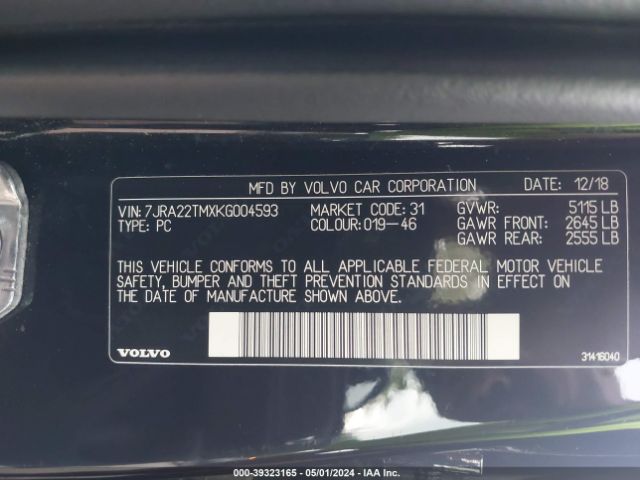 MFD BY VOLVO CAR CORPORATION DATE: 12/18
VIN:7JRA22TMXKG004593 MARKET CODE: 31 GVWR: 5115 LB
TYPE: PC COLOUR:019-46 GAWR FRONT: 2645 LB
GAWR REAR: 2555 LB
THIS VEHICLE CONFORMS TO ALL APPLICABLE FEDERAL MOTOR VEHICLE
SAFETY, BUMPER AND THEFT PREVENTION STANDARDS IN EFFECT ON
THE DATE OF MANUFACTURE SHOWN ABOVE.
VOLVO 31416040
000-39323165 - 05/01/2024 - IAA Inc.